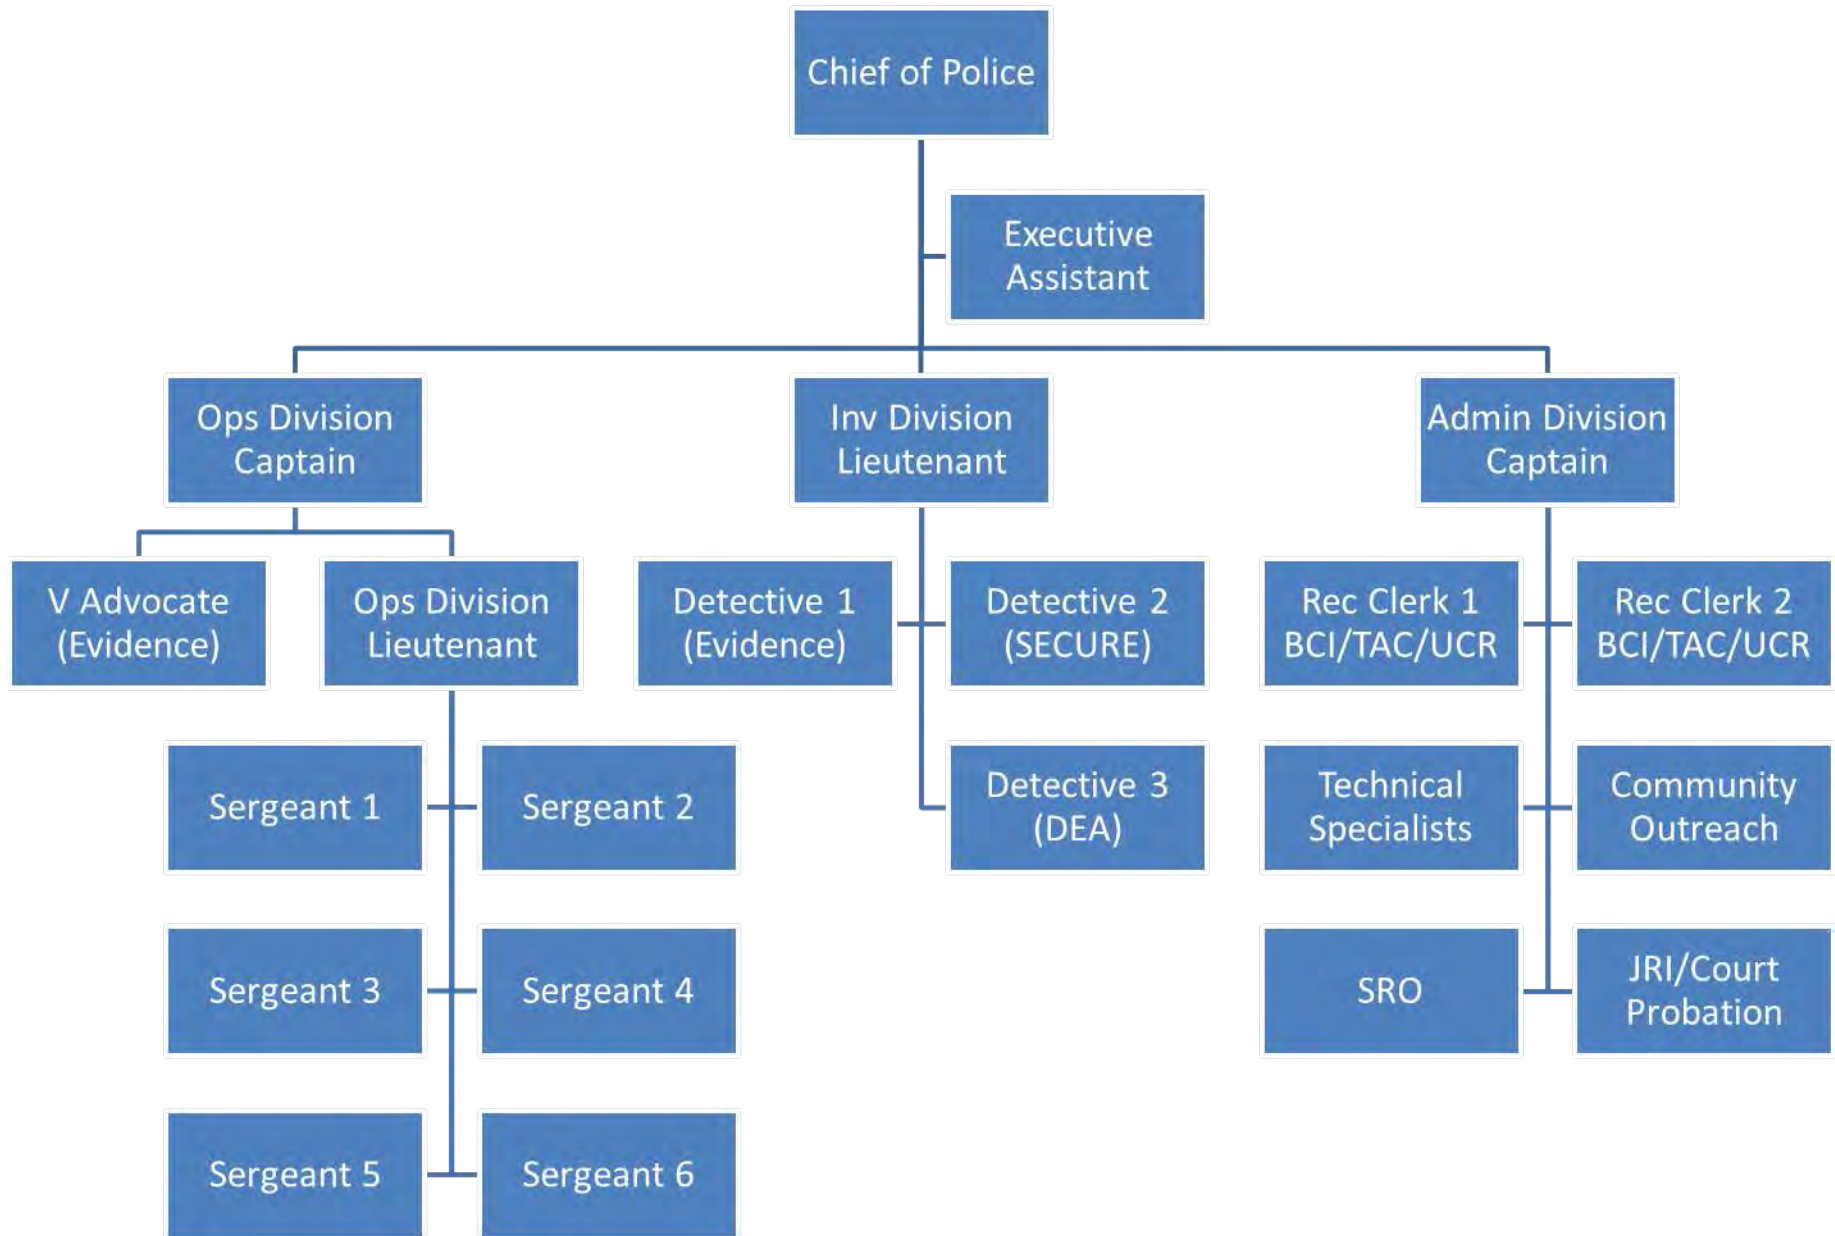 Chief of Police
Executive
Assistant
Ops Division
Captain
Inv Division
Lieutenant
Admin Division
Captain
V Advocate
(Evidence)
Ops Division
Lieutenant
Detective 1
(Evidence)
Detective 2
(SECURE)
Rec Clerk 1
BCI/TAC/UCR
Rec Clerk 2
BCI/TAC/UCR
Sergeant 1
Sergeant 2
Detective 3
(DEA)
Technical
Specialists
Community
Outreach
Sergeant 3
Sergeant 4
SRO
JRI/Court
Probation
Sergeant 5
Sergeant 6